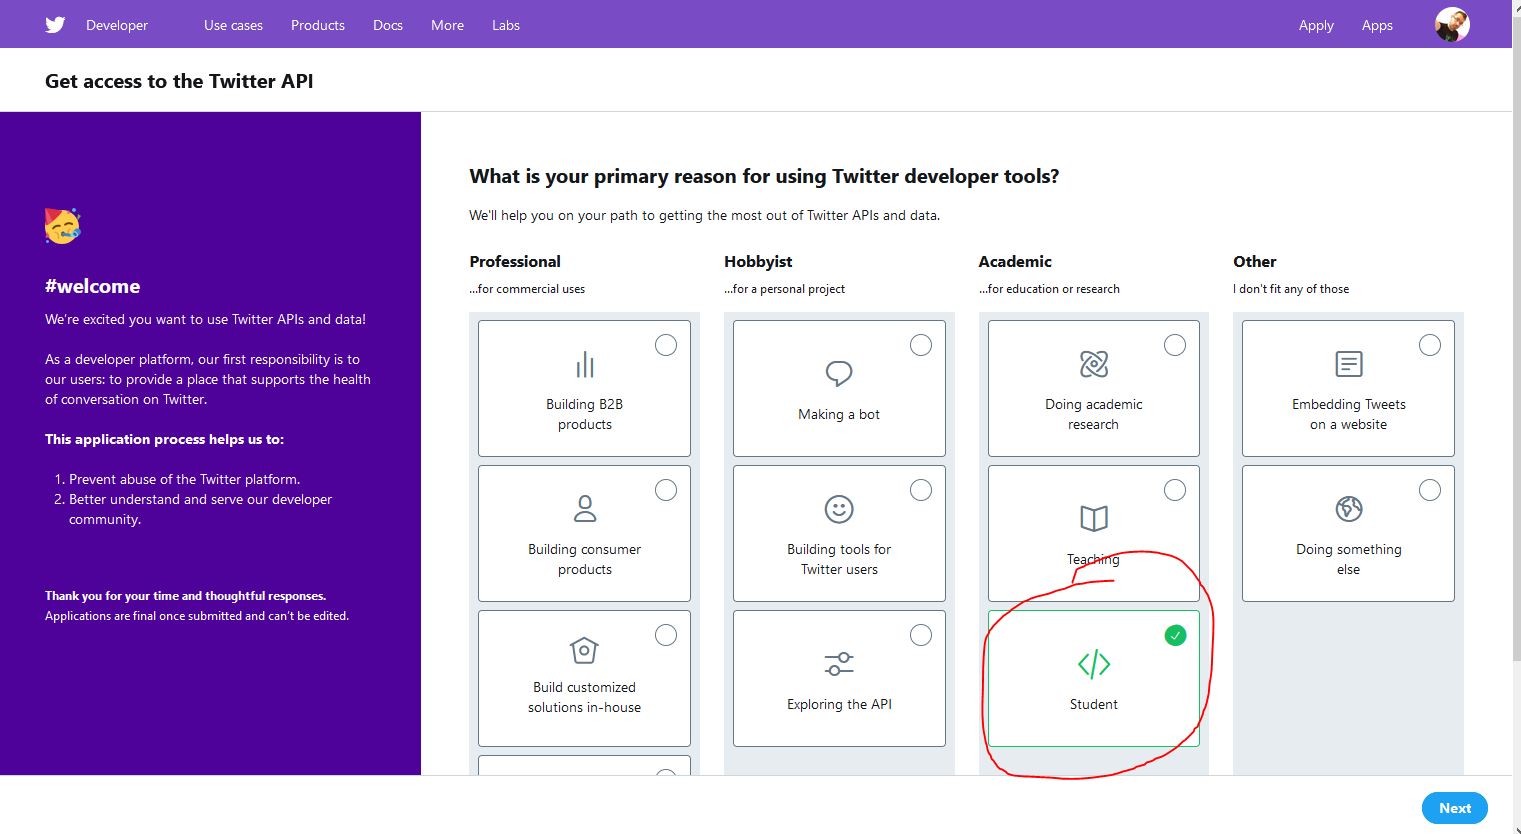 Developer
Use cases
Products
Docs
More
Labs
Apply
Apps
Get access to the Twitter API
#welcome
We're excited you want to use Twitter APIs and data!
As a developer platform, our first responsibility is to
our users: to provide a place that supports the health
of conversation on Twitter.
This application process helps us to:
1. Prevent abuse of the Twitter platform.
2. Better understand and serve our developer
community.
Thank you for your time and thoughtful responses.
Applications are final once submitted and can't be edited.
What is your primary reason for using Twitter developer tools?
We'll help you on your path to getting the most out of Twitter APIs and data.
Professional
...for commercial uses
Building B2B
products
Building consumer
products
Build customized
solutions in-house
Hobbyist
...for a personal project
Making a bot
Building tools for
Twitter users
Exploring the API
Academic
...for education or research
Doing academic
research
Teaching
Student
Other
I don't fit any of those
Embedding Tweets
on a website
Doing something
else
Next